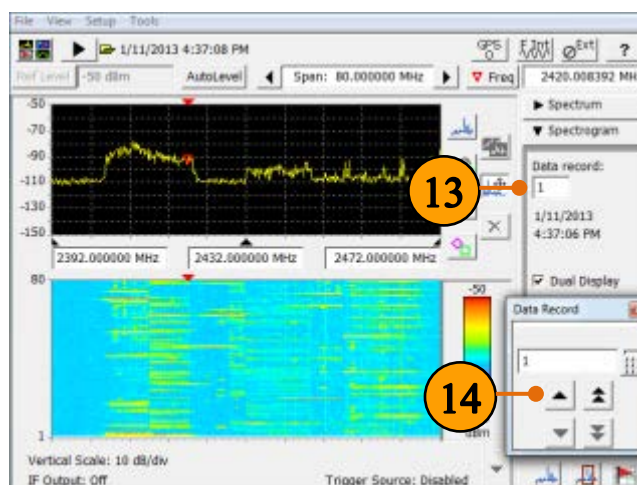 File View Setup Tools
1/11/2013 4:37:08 PM
GPS
F Int
Ext
?
Ref Level -50 dBm
AutoLevel
Span: 80.000000 MHz
Freq
2420.008392 MH
-50
-70
-90
-110
-130
-150
2392.000000 MHz
2432.000000 MHz
2472.000000 MHz
Spectrum
Spectrogram
Data record:
1
1/11/2013
4:37:06 PM
Dual Display
13
80
1
-50
dBm
Data Record
1
14
Vertical Scale: 10 dB/div
IF Output: Off
Trigger Source: Disabled